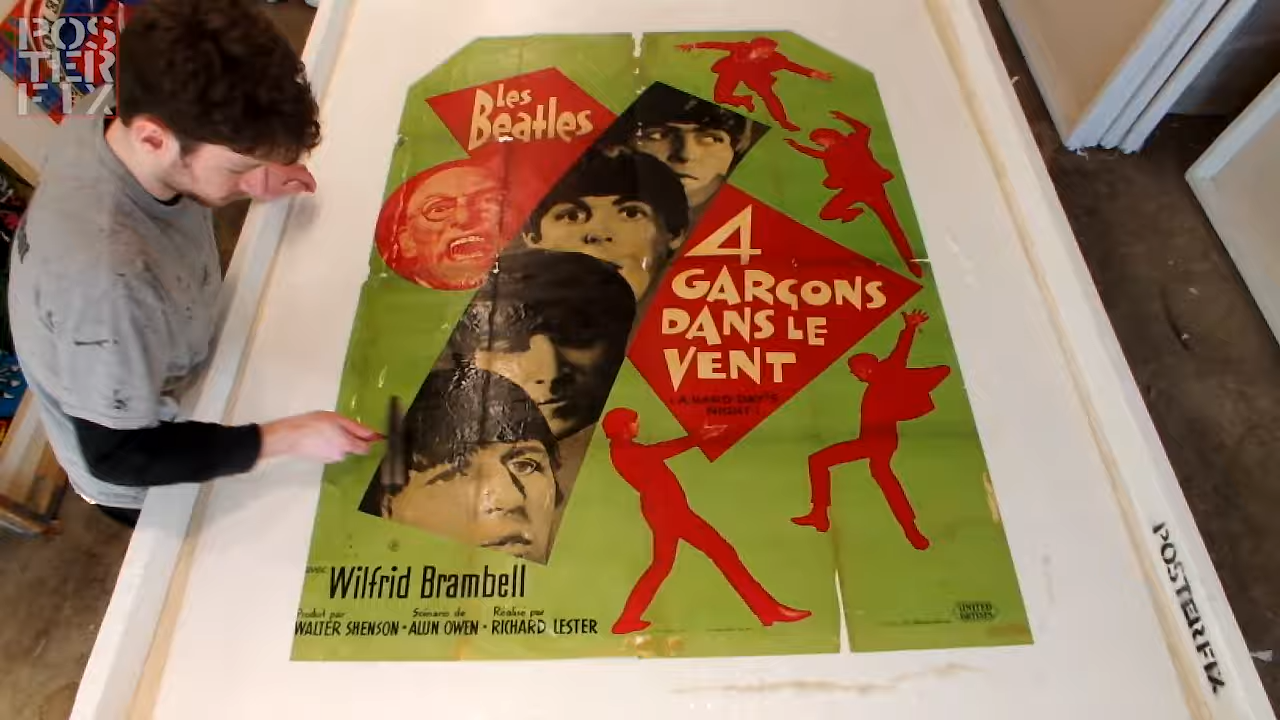 POS
TER
FIX
Les
Beatles
4
GARÇONS
DANS LE
VENT
(A HARD DAY'S
NIGHT)
avec
Wilfrid Brambell
Produit par Scénario de Réalisé par
WALTER SHENSON • ALUN OWEN • RICHARD LESTER
UNITED
ARTISTS
POSTERFIX